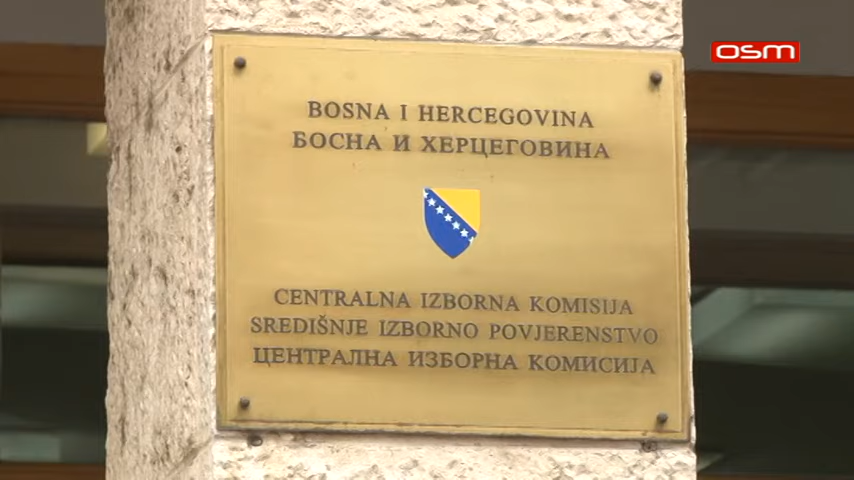 osm
BOSNA I HERCEGOVINA
БОСНА И ХЕРЦЕГОВИНА
CENTRALNA IZBORNA KOMISIJA
SREDIŠNJE IZBORNO POVJERENSTVO
ЦЕНТРАЛНА ИЗБОРНА КОМИСИЈА